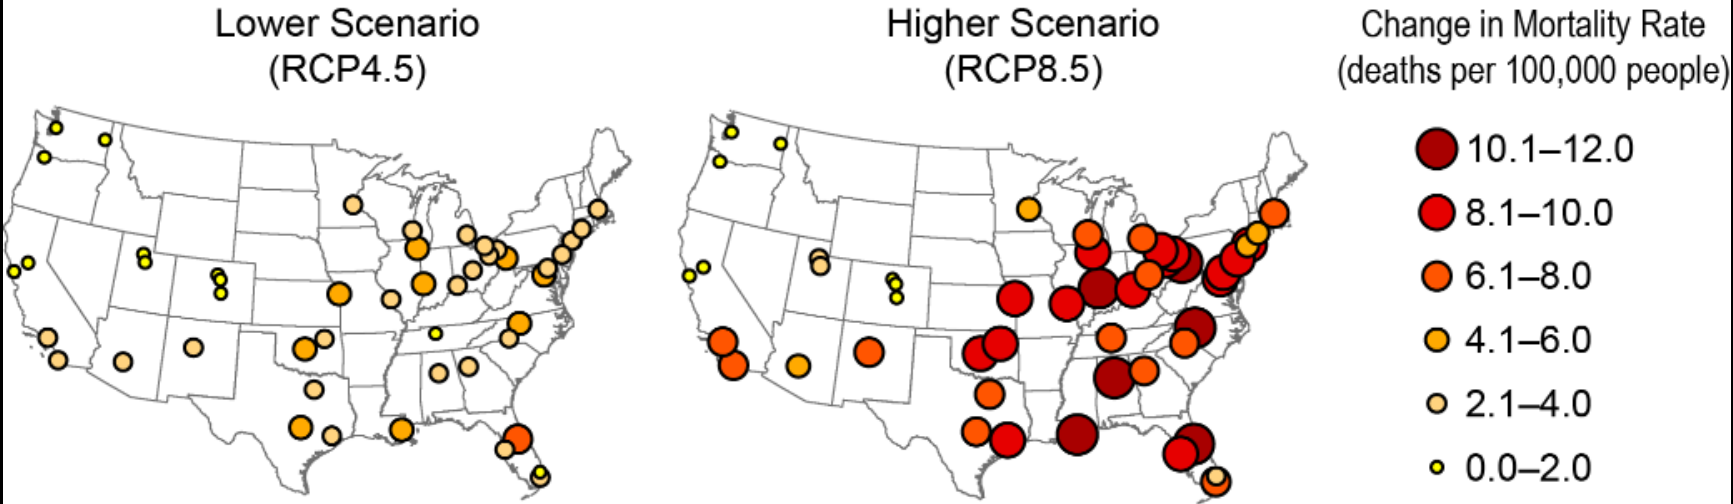 Lower Scenario
(RCP4.5)
Higher Scenario
(RCP8.5)
Change in Mortality Rate
(deaths per 100,000 people)
10.1–12.0
8.1–10.0
6.1–8.0
4.1–6.0
2.1–4.0
0.0–2.0